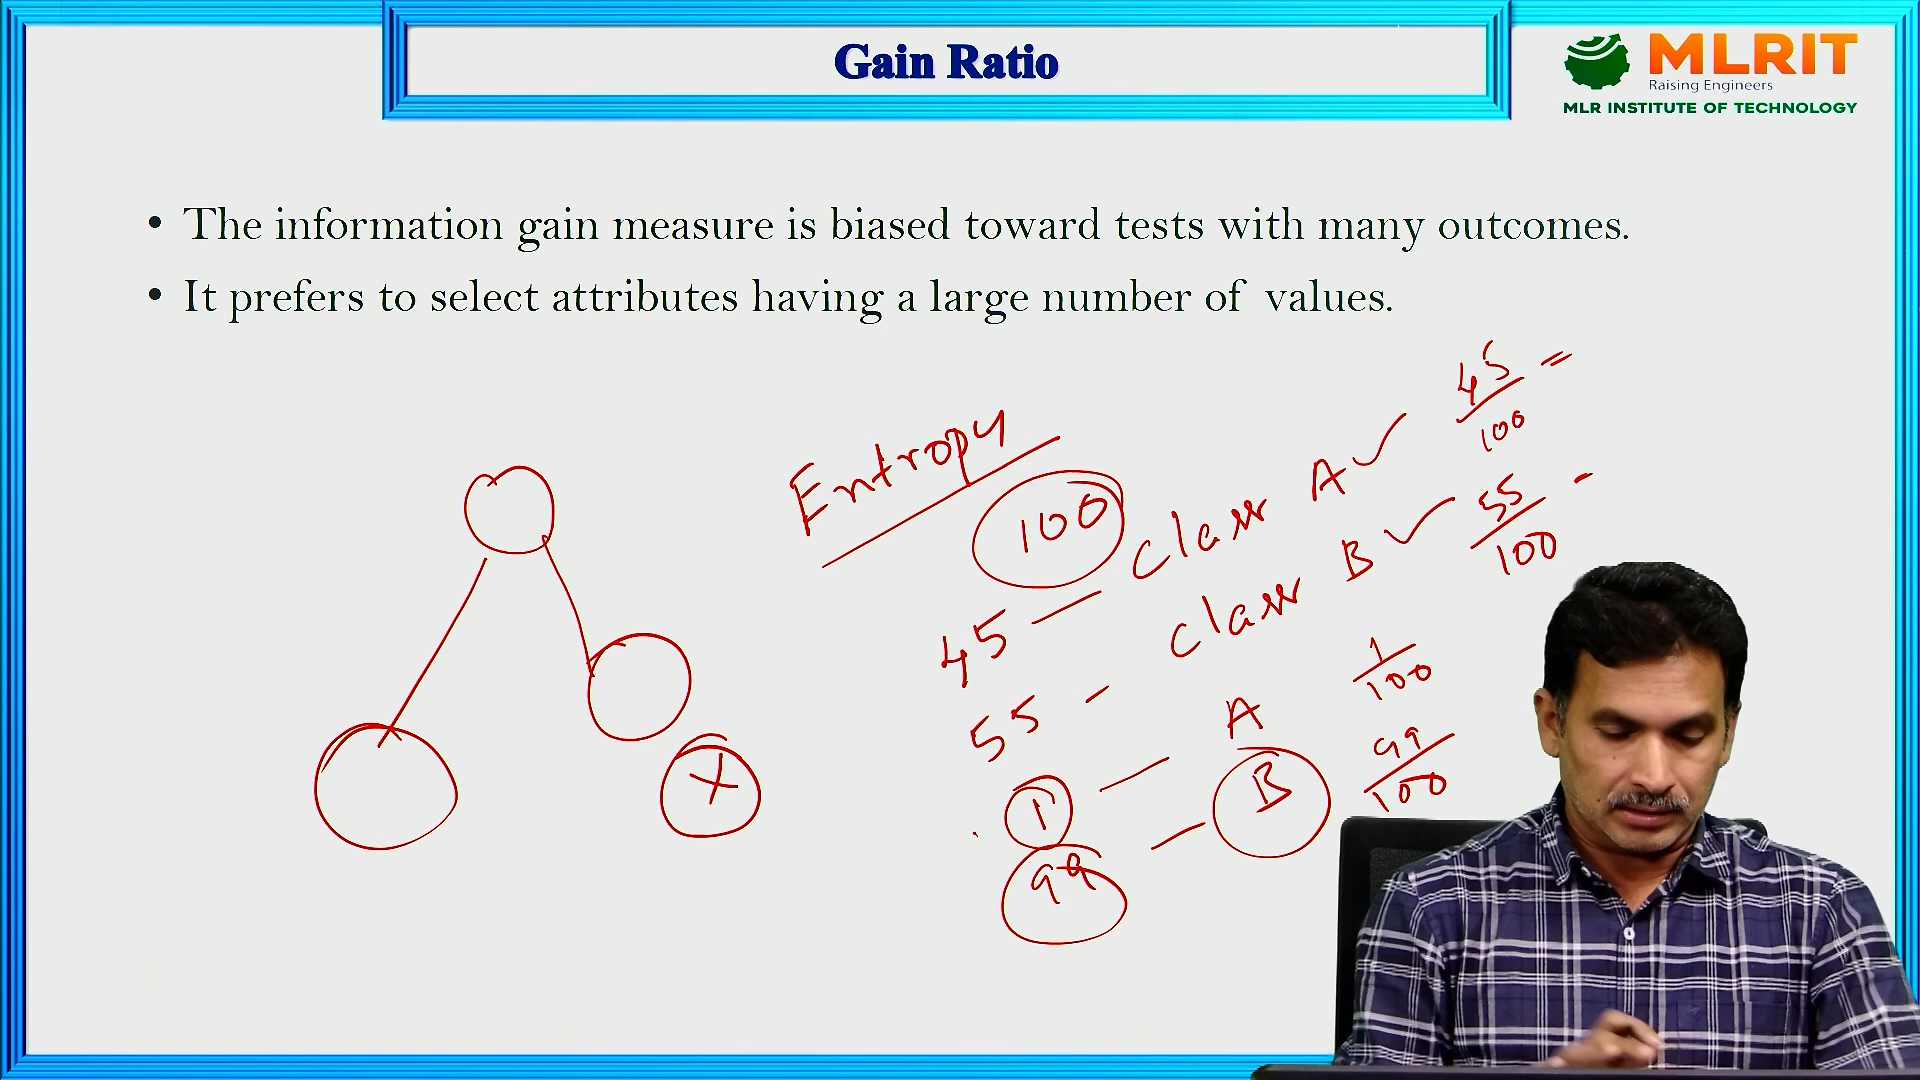 Gain Ratio
MLRIT
Raising Engineers
MLR INSTITUTE OF TECHNOLOGY
• The information gain measure is biased toward tests with many outcomes.
• It prefers to select attributes having a large number of values.
Entropy
100
45 — Class A ✓ 45/100 =
55 - Class B ✓ 55/100 -
1 — A 1/100
99 — B 99/100
X